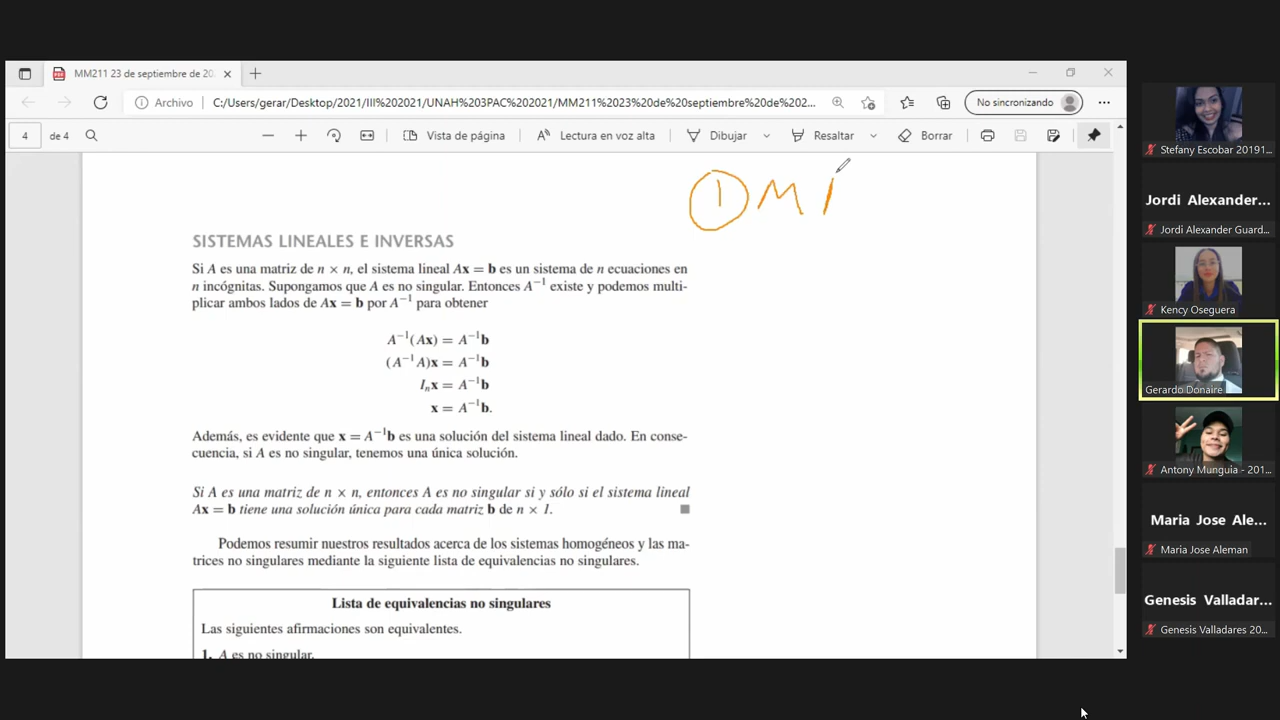 MM211 23 de septiembre de 20
Archivo C:/Users/gerar/Desktop/2021/III%202021/UNAH%203PAC%202021/MM211%2023%20de%20septiembre%20de%202... No sincronizando
4 de 4 Vista de página Lectura en voz alta Dibujar Resaltar Borrar
1 M
SISTEMAS LINEALES E INVERSAS
Si A es una matriz de n × n, el sistema lineal Ax = b es un sistema de n ecuaciones en
n incógnitas. Supongamos que A es no singular. Entonces A⁻¹ existe y podemos multi-
plicar ambos lados de Ax = b por A⁻¹ para obtener
A⁻¹(Ax) = A⁻¹b
(A⁻¹A)x = A⁻¹b
Iₙx = A⁻¹b
x = A⁻¹b.
Además, es evidente que x = A⁻¹b es una solución del sistema lineal dado. En conse-
cuencia, si A es no singular, tenemos una única solución.
Si A es una matriz de n × n, entonces A es no singular si y sólo si el sistema lineal
Ax = b tiene una solución única para cada matriz b de n × 1.
Podemos resumir nuestros resultados acerca de los sistemas homogéneos y las ma-
trices no singulares mediante la siguiente lista de equivalencias no singulares.
Lista de equivalencias no singulares
Las siguientes afirmaciones son equivalentes.
1. A es no singular.
Stefany Escobar 20191...
Jordi Alexander...
Jordi Alexander Guard...
Kency Oseguera
Gerardo Donaire
Antony Munguia - 201...
Maria Jose Ale...
Maria Jose Aleman
Genesis Valladar...
Genesis Valladares 20...